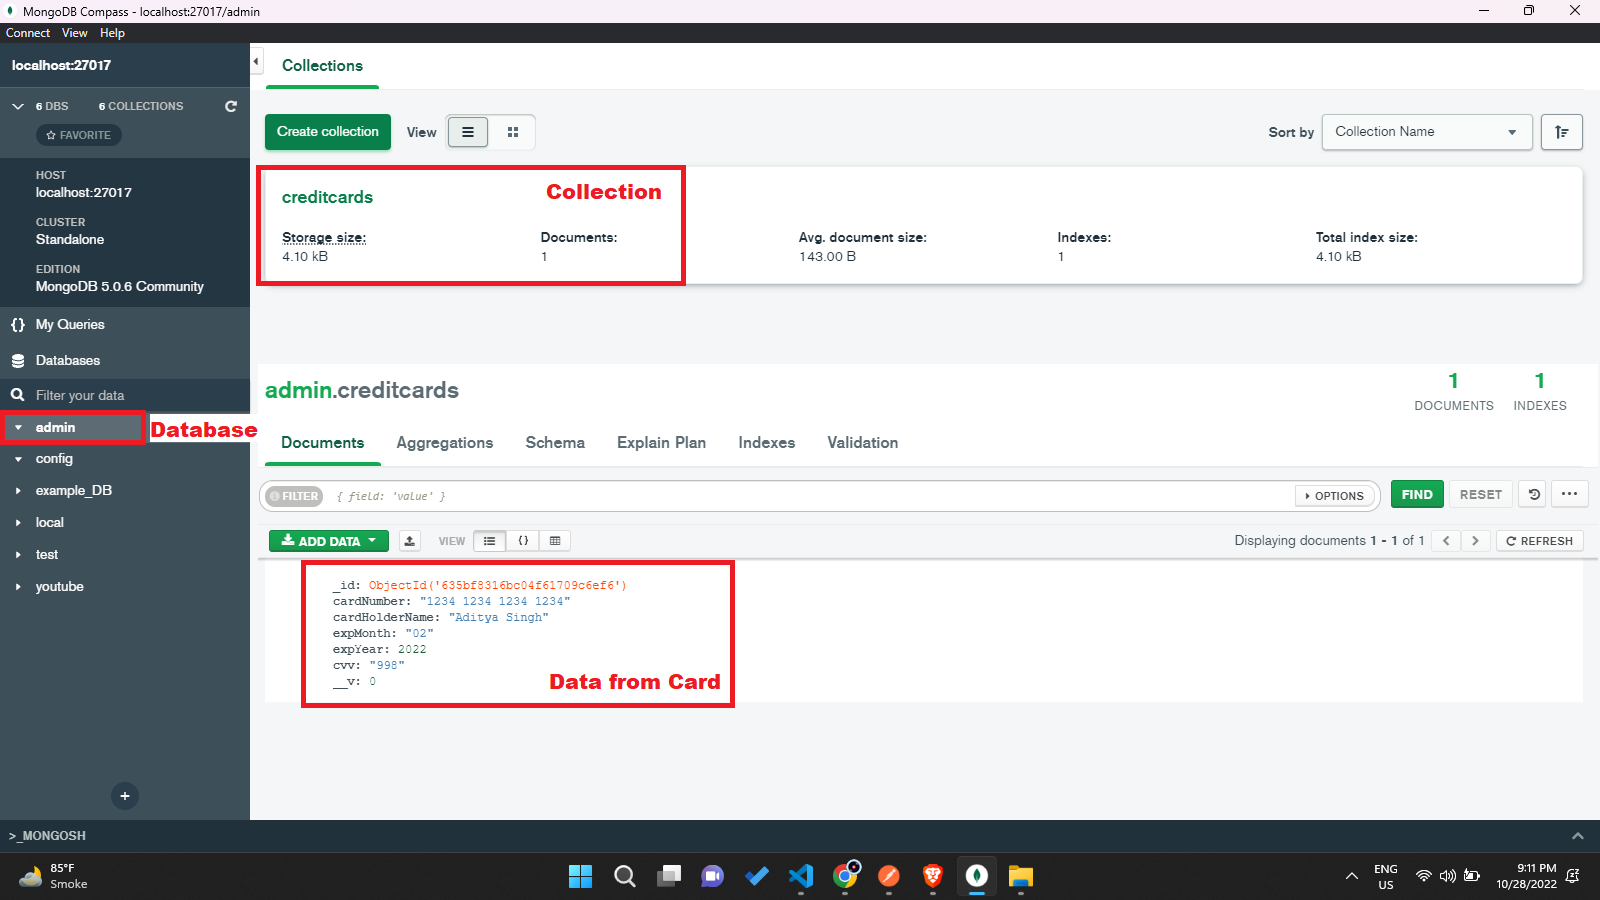 MongoDB Compass - localhost:27017/admin
Connect View Help
localhost:27017
6 DBS 6 COLLECTIONS
FAVORITE
HOST
localhost:27017
CLUSTER
Standalone
EDITION
MongoDB 5.0.6 Community
{} My Queries
Databases
Filter your data
admin
Database
config
example_DB
local
test
youtube
+
Collections
Create collection View Sort by Collection Name
creditcards Collection
Storage size: Documents: Avg. document size: Indexes: Total index size:
4.10 kB 1 143.00 B 1 4.10 kB
admin.creditcards
1 DOCUMENTS 1 INDEXES
Documents Aggregations Schema Explain Plan Indexes Validation
FILTER { field: 'value' } OPTIONS FIND RESET ...
ADD DATA VIEW {} Displaying documents 1 - 1 of 1 < > REFRESH
_id: ObjectId('635bf8316bc04f61709c6ef6')
cardNumber: "1234 1234 1234 1234"
cardHolderName: "Aditya Singh"
expMonth: "02"
expYear: 2022
cvv: "998"
__v: 0
Data from Card
>_MONGOSH
85°F
Smoke
ENG
US
9:11 PM
10/28/2022